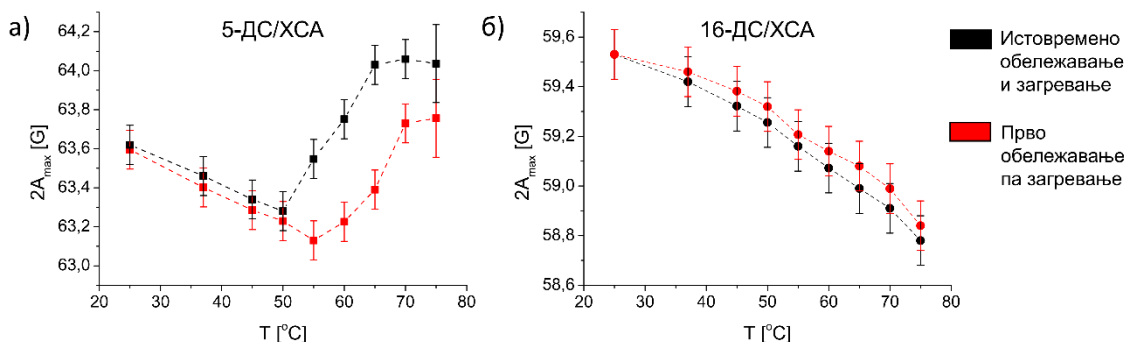 а)
5-ДС/ХСА
64,2
64,0
63,8
63,6
63,4
63,2
63,0
2A_max [G]
20
30
40
50
60
70
80
T [°C]
б)
16-ДС/ХСА
59,6
59,4
59,2
59,0
58,8
58,6
2A_max [G]
20
30
40
50
60
70
80
T [°C]
Истовремено
обележавање
и загревање
Прво
обележавање
па загревање